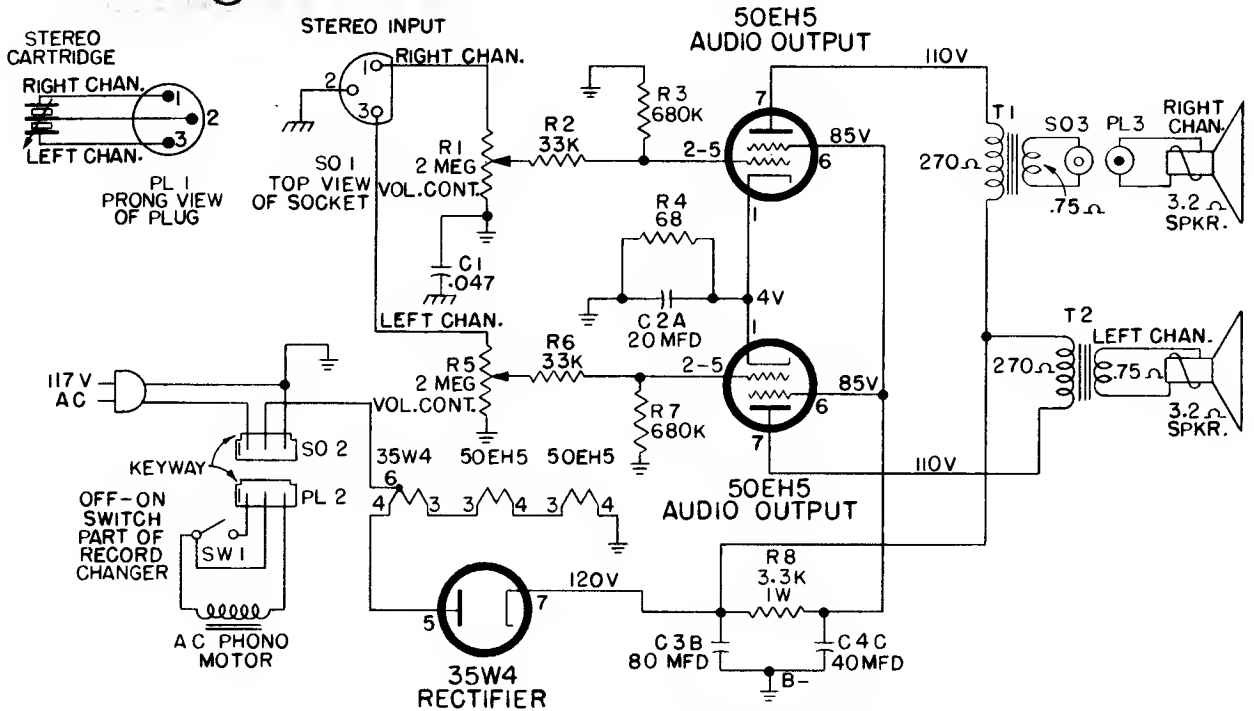 STEREO
CARTRIDGE
RIGHT CHAN.
LEFT CHAN.
1
2
3
PL 1
PRONG VIEW
OF PLUG
STEREO INPUT
RIGHT CHAN.
1
2
3
SO 1
TOP VIEW
OF SOCKET
R1
2 MEG
VOL.CONT.
C1
.047
R2
33K
R3
680K
2-5
50EH5
AUDIO OUTPUT
7
6
1
85V
110V
R4
68
C2A
20 MFD
4V
T1
270Ω
.75Ω
SO3
PL3
RIGHT
CHAN.
3.2Ω
SPKR.
LEFT CHAN.
R5
2 MEG
VOL.CONT.
R6
33K
R7
680K
2-5
1
6
7
85V
110V
50EH5
AUDIO OUTPUT
T2
LEFT CHAN.
270Ω
.75Ω
3.2Ω
SPKR.
117V
AC
SO 2
KEYWAY
PL 2
OFF-ON
SWITCH
PART OF
RECORD
CHANGER
SW1
AC PHONO
MOTOR
35W4
50EH5
50EH5
6
4
3
3
4
3
4
5
7
120V
35W4
RECTIFIER
R8
3.3K
1W
C3B
80 MFD
C4C
40MFD
B-